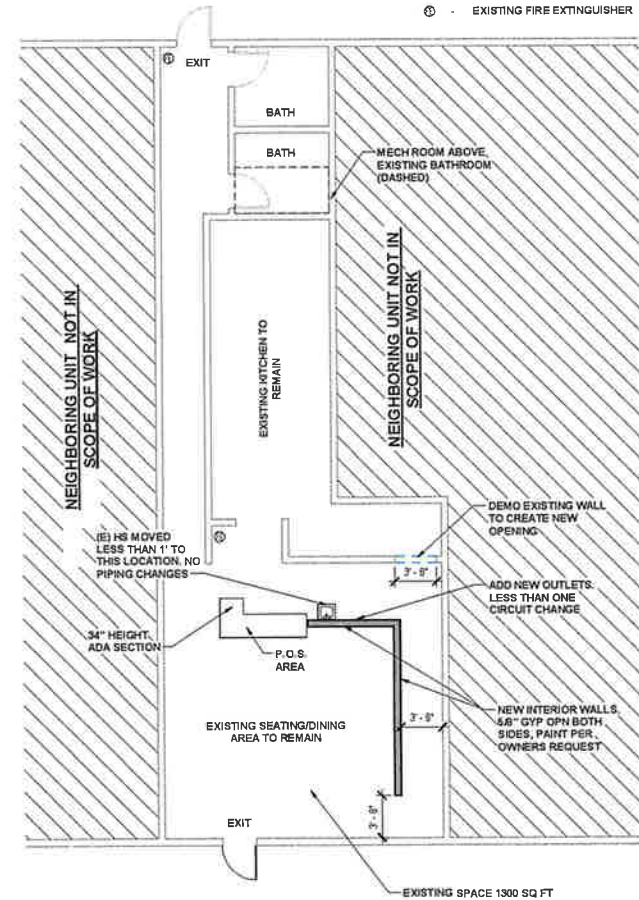 - EXISTING FIRE EXTINGUISHER
EXIT
BATH
BATH
MECH ROOM ABOVE,
EXISTING BATHROOM
(DASHED)
NEIGHBORING UNIT NOT IN
SCOPE OF WORK
NEIGHBORING UNIT NOT IN
SCOPE OF WORK
EXISTING KITCHEN TO
REMAIN
DEMO EXISTING WALL
TO CREATE NEW
OPENING
(E) HS MOVED
LESS THAN 1' TO
THIS LOCATION. NO
PIPING CHANGES
3' - 6"
ADD NEW OUTLETS.
LESS THAN ONE
CIRCUIT CHANGE
34" HEIGHT,
ADA SECTION
P.O.S.
AREA
NEW INTERIOR WALLS.
5/8" GYP OPN BOTH
SIDES, PAINT PER
OWNERS REQUEST
3' - 6"
EXISTING SEATING/DINING
AREA TO REMAIN
3' - 6"
EXIT
EXISTING SPACE 1300 SQ FT